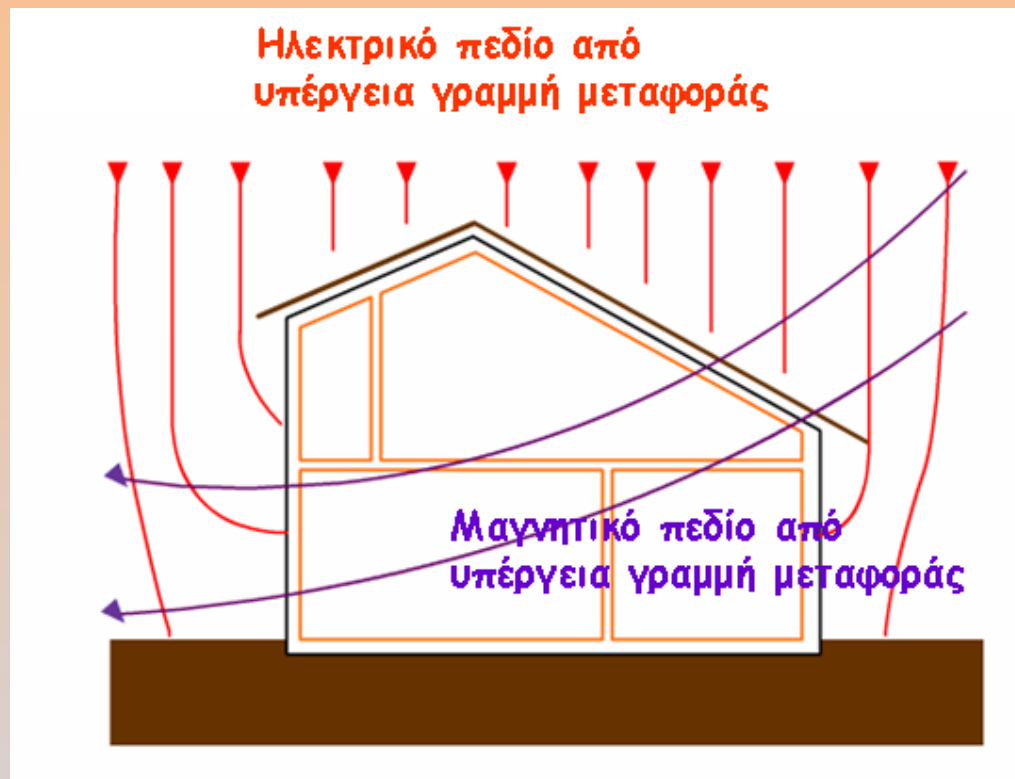 Ηλεκτρικό πεδίο από
υπέργεια γραμμή μεταφοράς
Μαγνητικό πεδίο από
υπέργεια γραμμή μεταφοράς